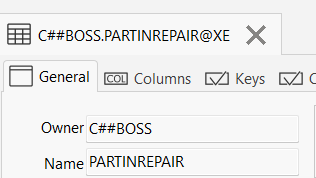 C##BOSS.PARTINREPAIR@XE
General COL Columns Keys
Owner C##BOSS
Name PARTINREPAIR